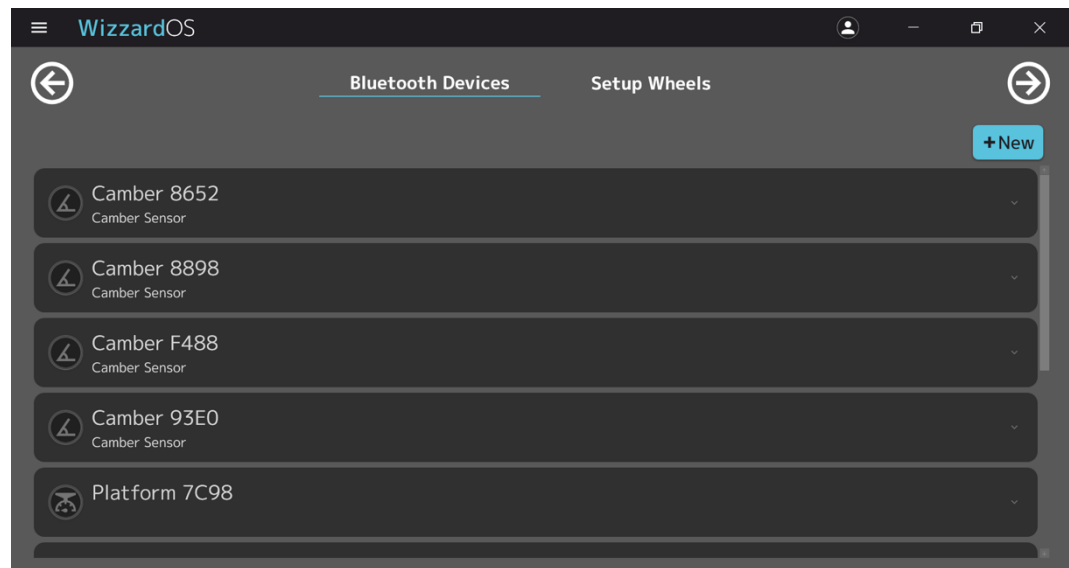 WizzardOS
Bluetooth Devices Setup Wheels
+New
Camber 8652
Camber Sensor
Camber 8898
Camber Sensor
Camber F488
Camber Sensor
Camber 93E0
Camber Sensor
Platform 7C98